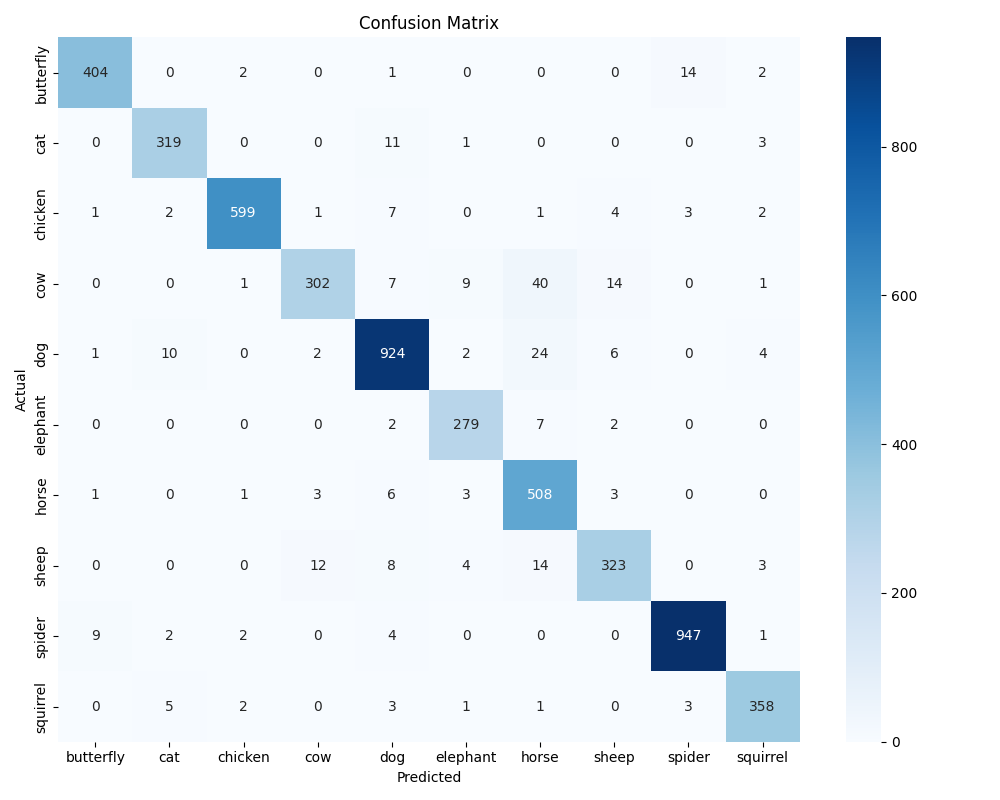 Confusion Matrix
butterfly 404 0 2 0 1 0 0 0 14 2
cat 0 319 0 0 11 1 0 0 0 3
chicken 1 2 599 1 7 0 1 4 3 2
cow 0 0 1 302 7 9 40 14 0 1
dog 1 10 0 2 924 2 24 6 0 4
elephant 0 0 0 0 2 279 7 2 0 0
horse 1 0 1 3 6 3 508 3 0 0
sheep 0 0 0 12 8 4 14 323 0 3
spider 9 2 2 0 4 0 0 0 947 1
squirrel 0 5 2 0 3 1 1 0 3 358
butterfly cat chicken cow dog elephant horse sheep spider squirrel
Predicted
Actual
800
600
400
200
0